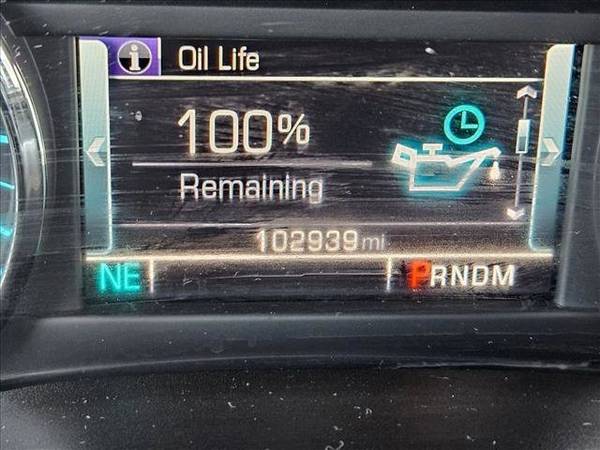 i Oil Life
100%
Remaining
102939 mi
NE PRNDM